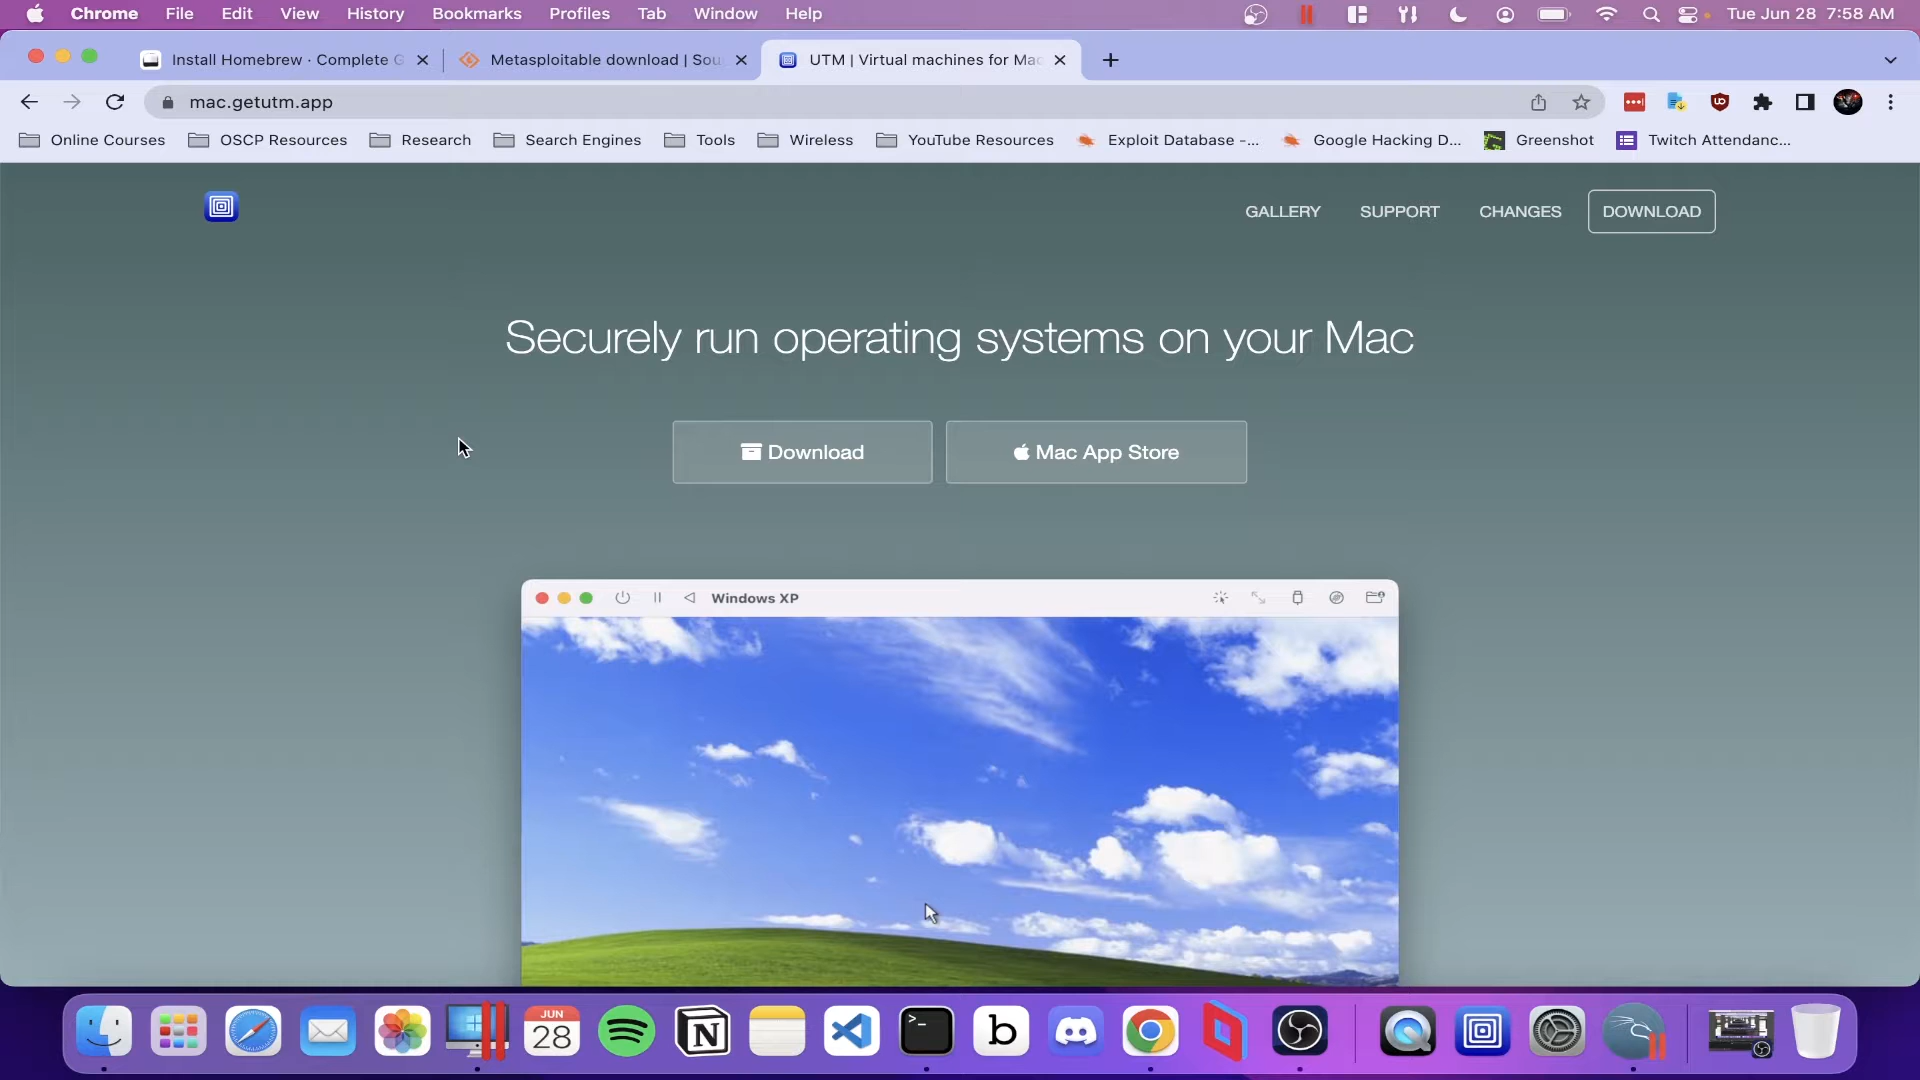 Chrome File Edit View History Bookmarks Profiles Tab Window Help Tue Jun 28 7:58 AM
Install Homebrew · Complete G Metasploitable download | Sou UTM | Virtual machines for Mac
mac.getutm.app
Online Courses OSCP Resources Research Search Engines Tools Wireless YouTube Resources Exploit Database -... Google Hacking D... Greenshot Twitch Attendanc...
GALLERY SUPPORT CHANGES DOWNLOAD
Securely run operating systems on your Mac
Download Mac App Store
Windows XP
JUN
28